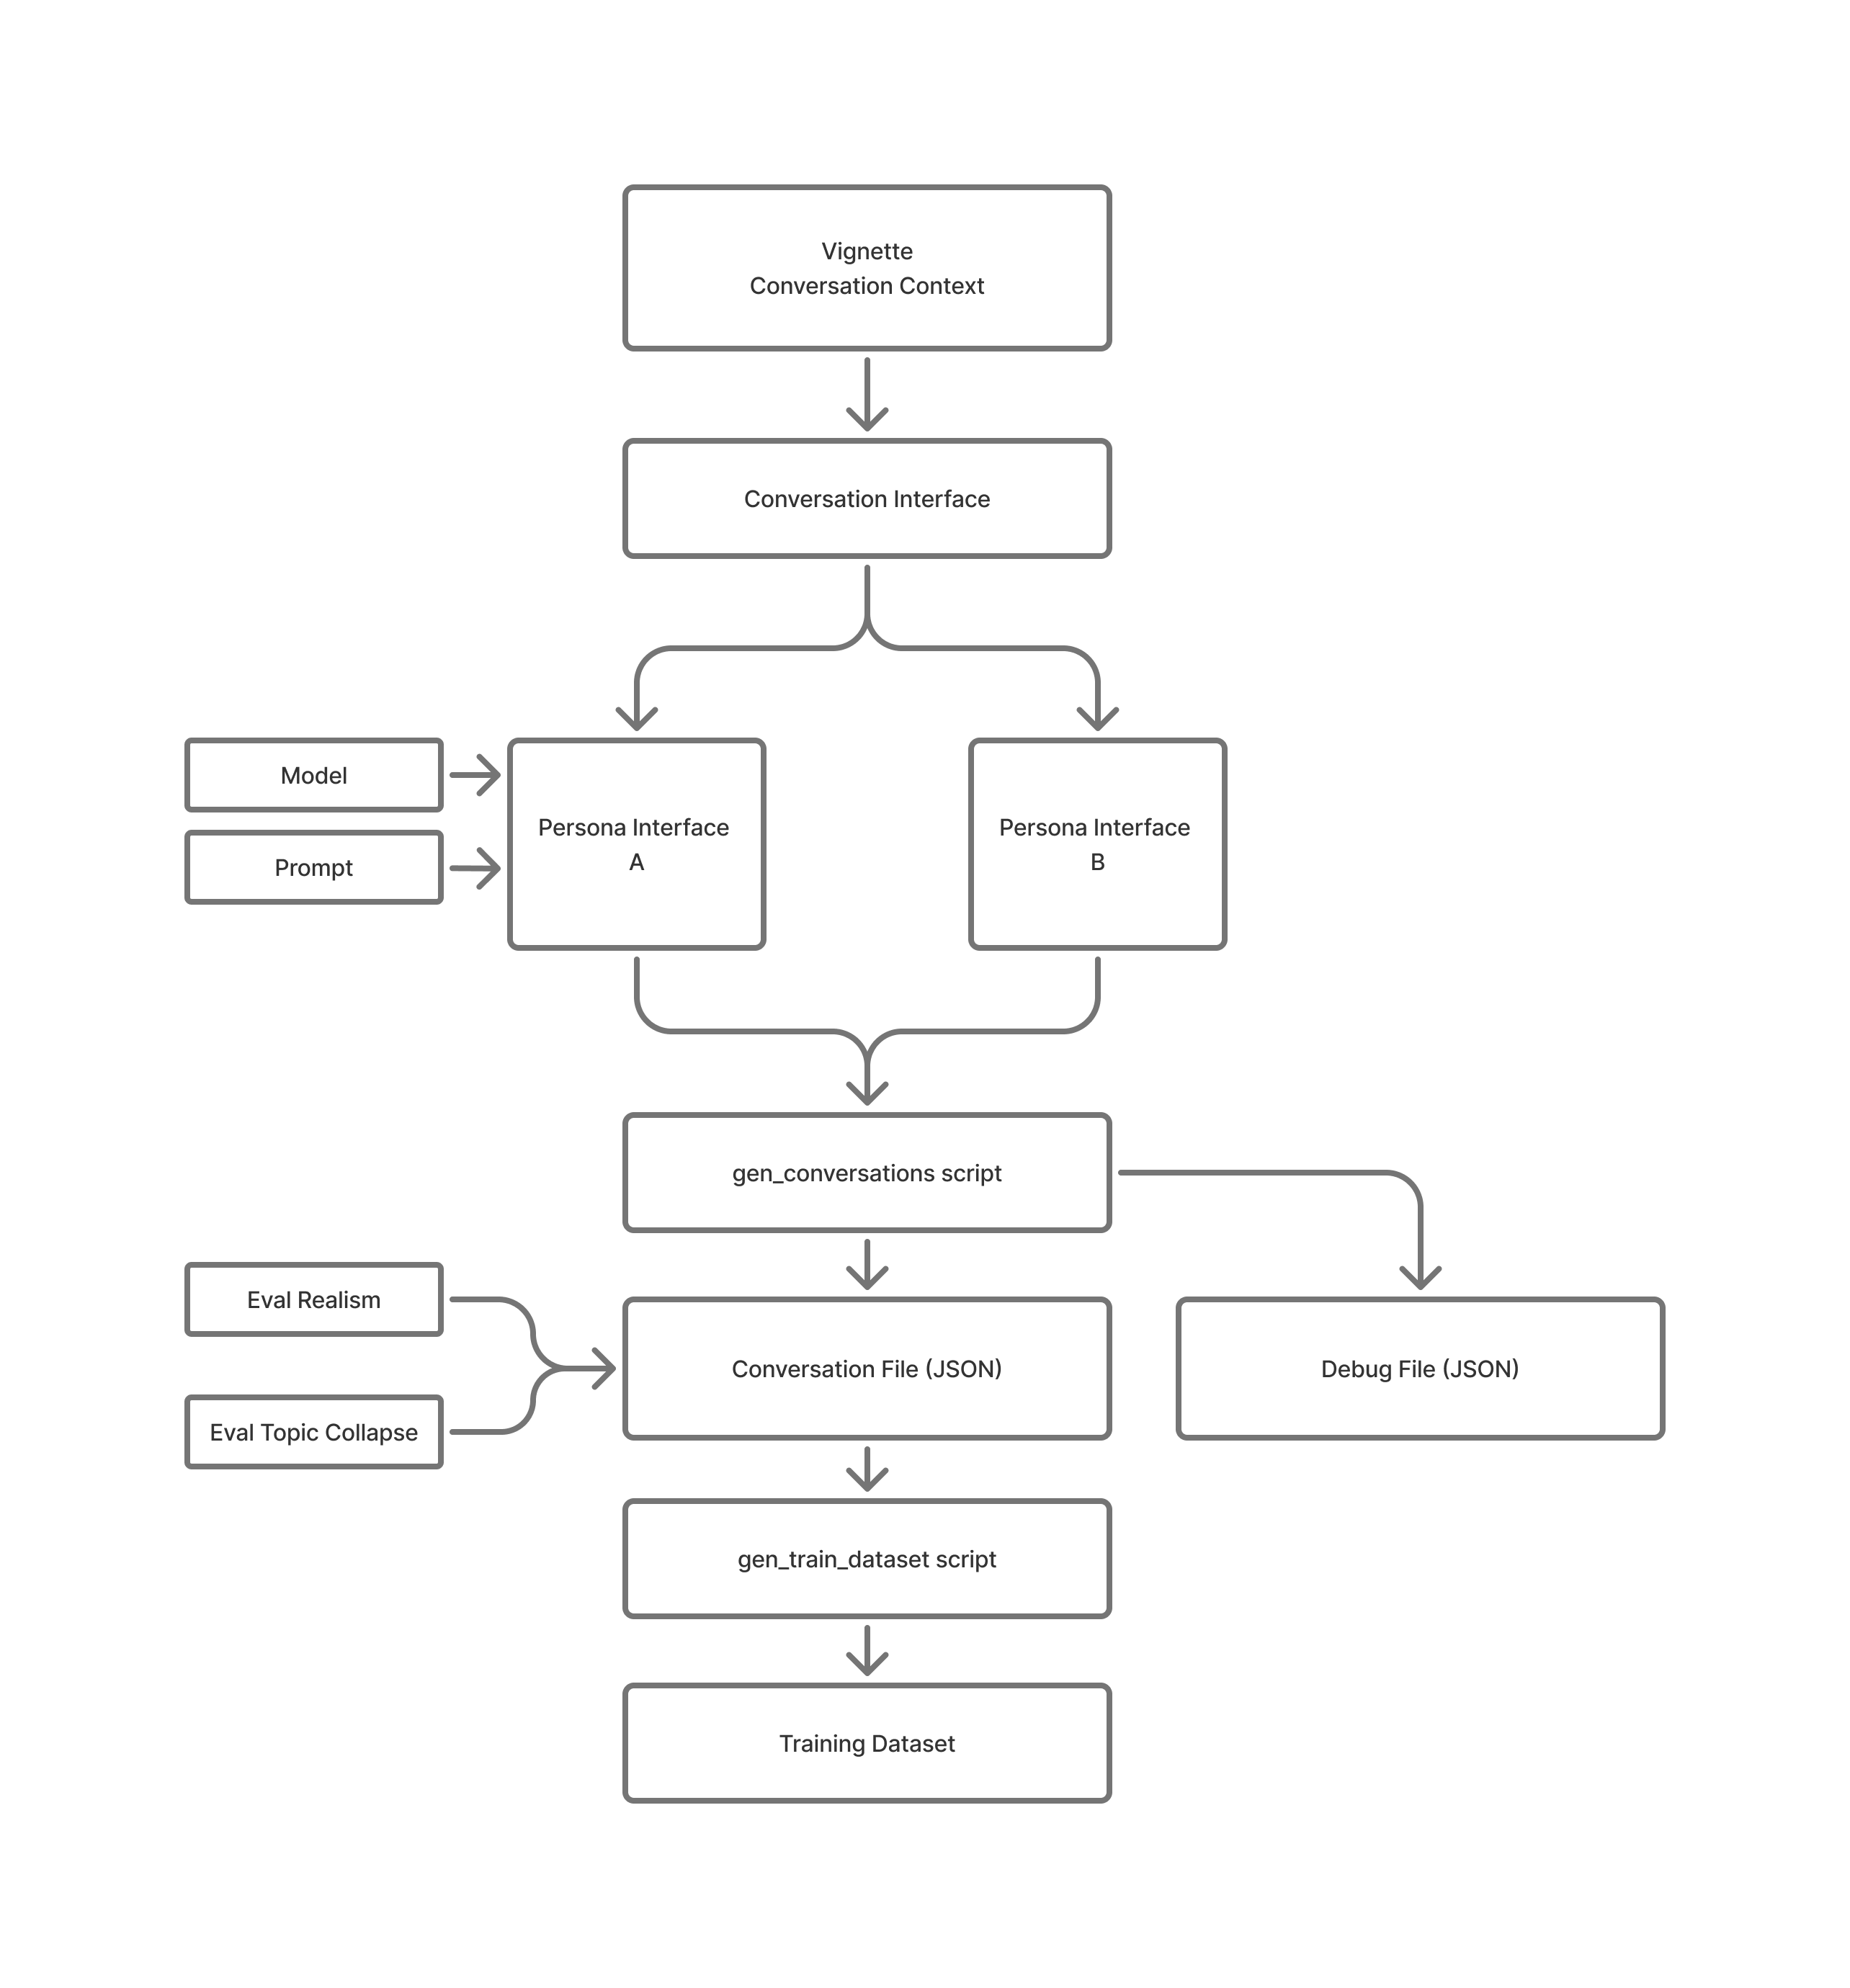 Vignette
Conversation Context
Conversation Interface
Model
Prompt
Persona Interface
A
Persona Interface
B
gen_conversations script
Eval Realism
Eval Topic Collapse
Conversation File (JSON)
Debug File (JSON)
gen_train_dataset script
Training Dataset